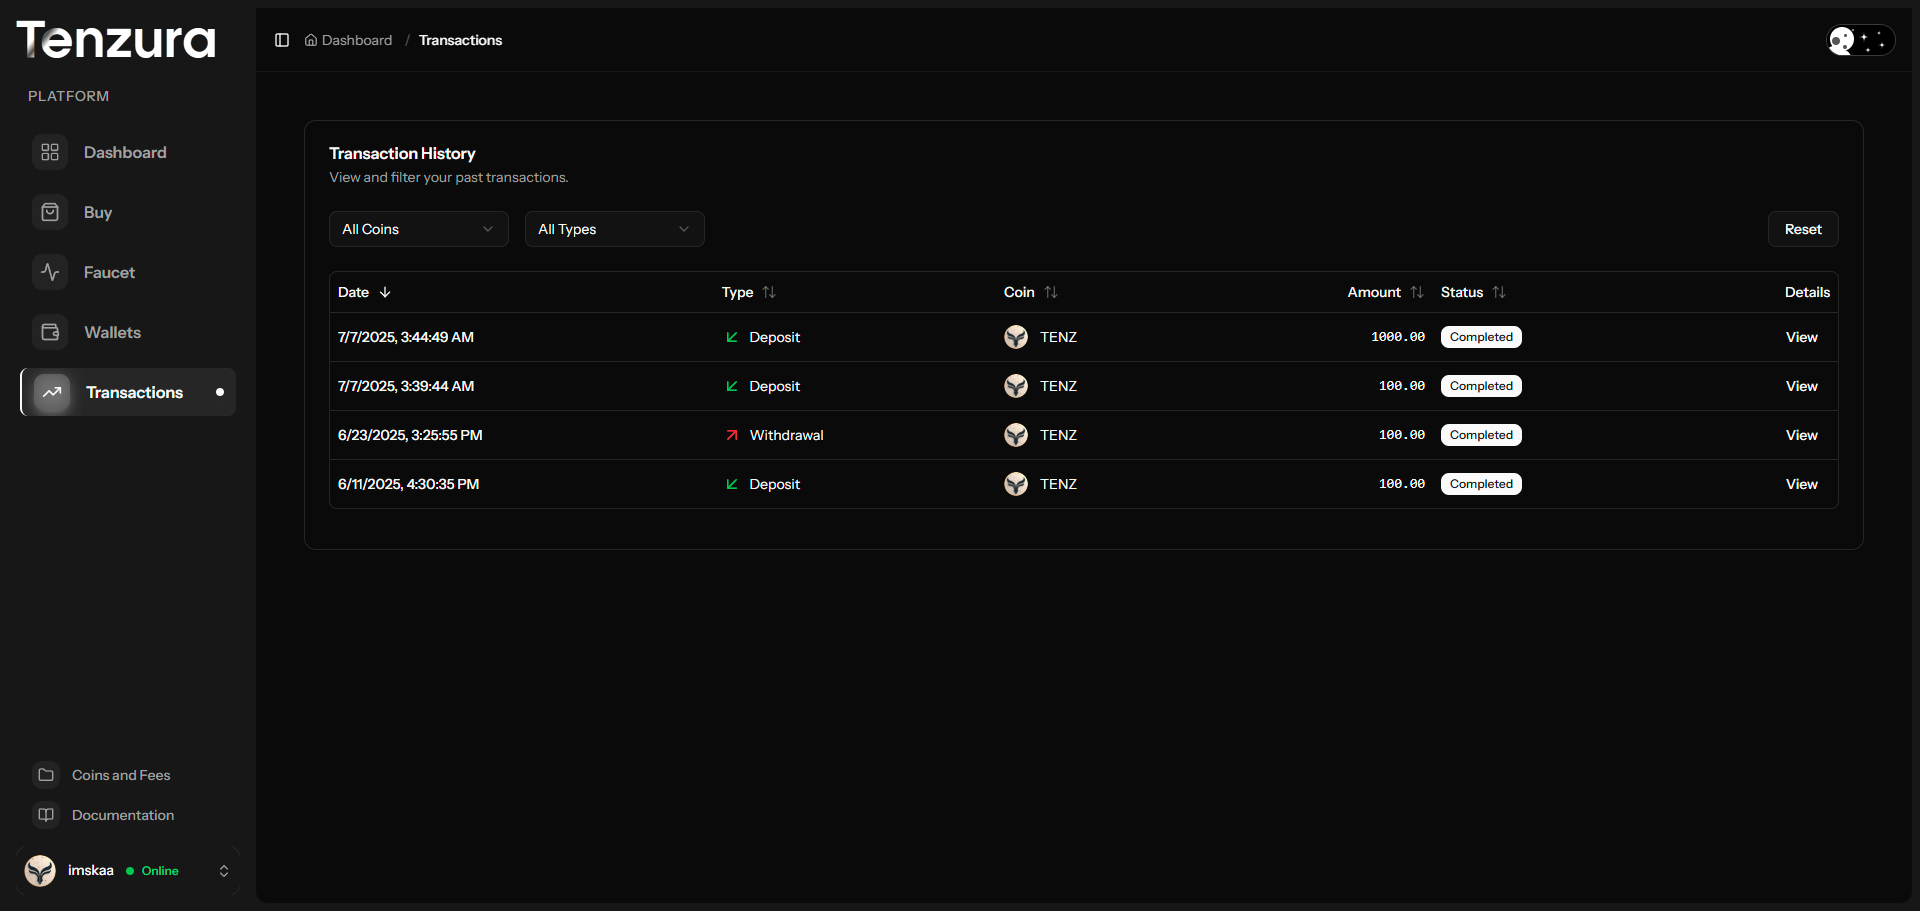 Tenzura
PLATFORM
Dashboard
Buy
Faucet
Wallets
Transactions
Coins and Fees
Documentation
imskaa Online
Dashboard / Transactions
Transaction History
View and filter your past transactions.
All Coins All Types Reset
Date Type Coin Amount Status Details
7/7/2025, 3:44:49 AM Deposit TENZ 1000.00 Completed View
7/7/2025, 3:39:44 AM Deposit TENZ 100.00 Completed View
6/23/2025, 3:25:55 PM Withdrawal TENZ 100.00 Completed View
6/11/2025, 4:30:35 PM Deposit TENZ 100.00 Completed View